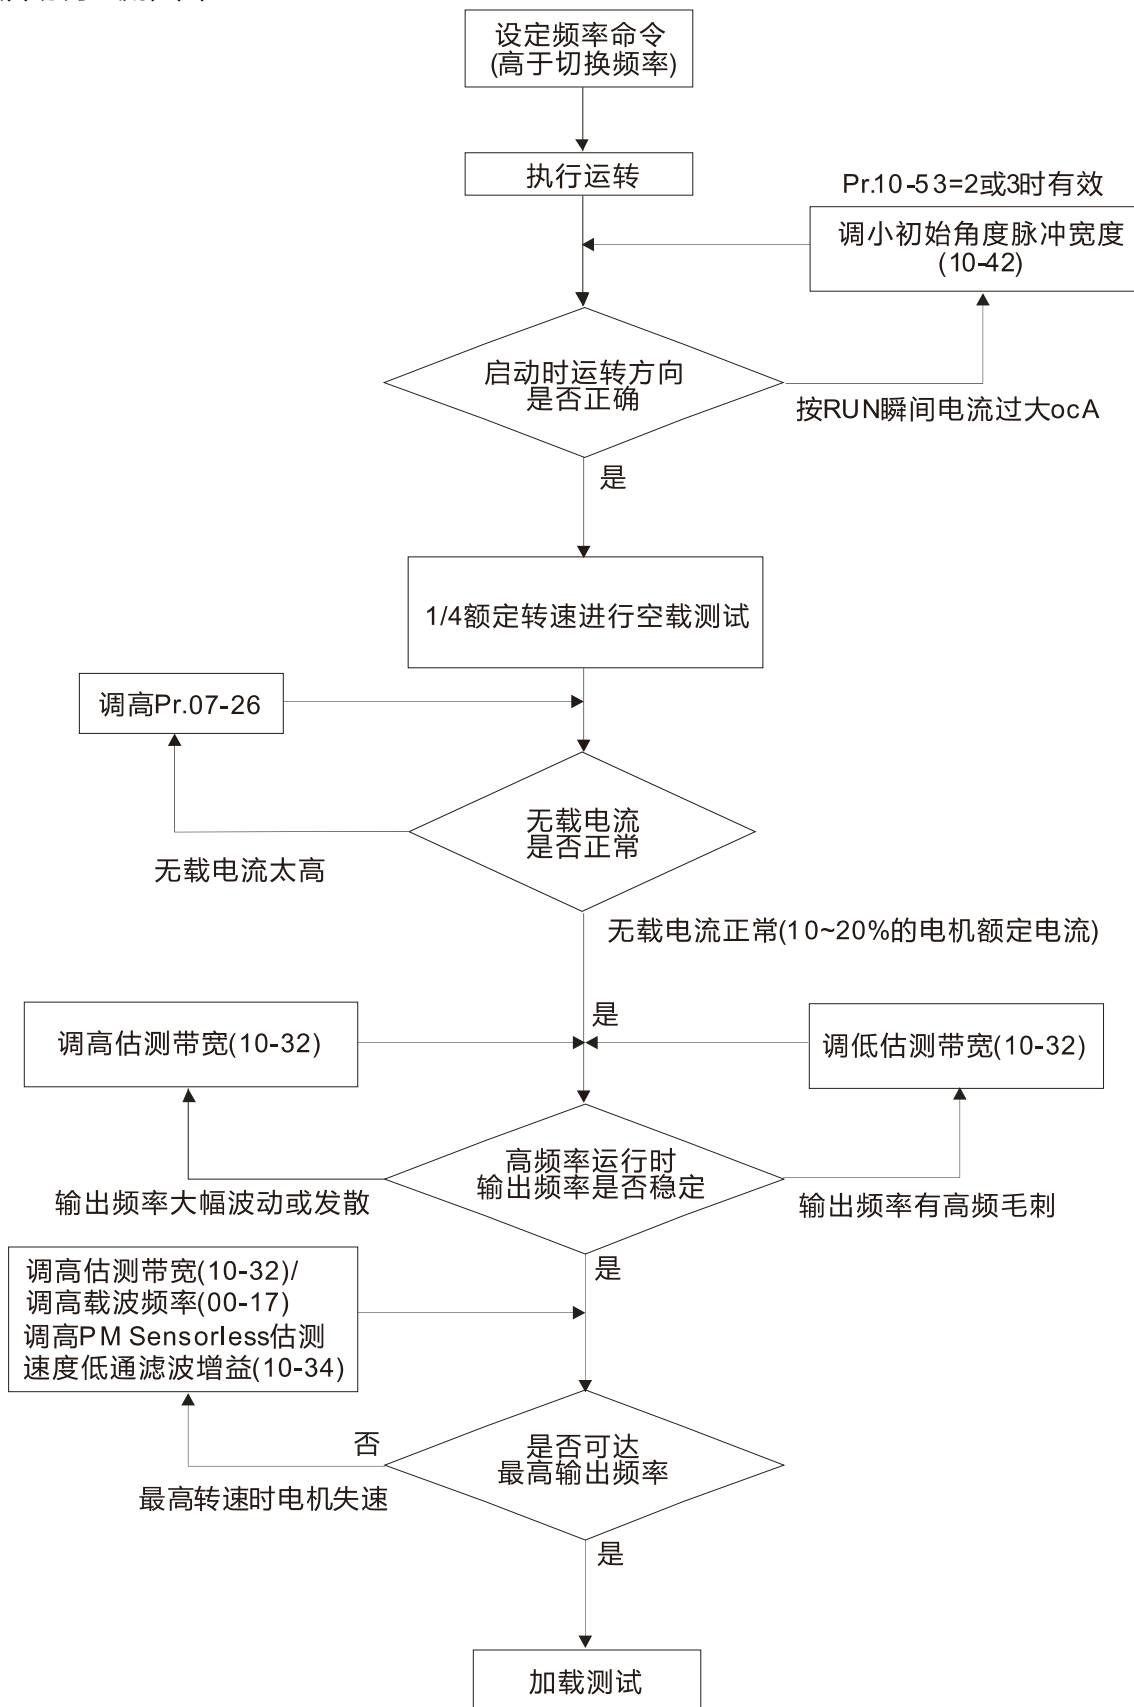 设定频率命令
(高于切换频率)
执行运转
Pr.10-53=2或3时有效
调小初始角度脉冲宽度
(10-42)
启动时运转方向
是否正确
按RUN瞬间电流过大ocA
是
1/4额定转速进行空载测试
调高Pr.07-26
无载电流
是否正常
无载电流太高
无载电流正常(10~20%的电机额定电流)
是
调高估测带宽(10-32)
调低估测带宽(10-32)
高频率运行时
输出频率是否稳定
输出频率大幅波动或发散
输出频率有高频毛刺
是
调高估测带宽(10-32)/
调高载波频率(00-17)
调高PM Sensorless估测
速度低通滤波增益(10-34)
否
是否可达
最高输出频率
最高转速时电机失速
是
加载测试